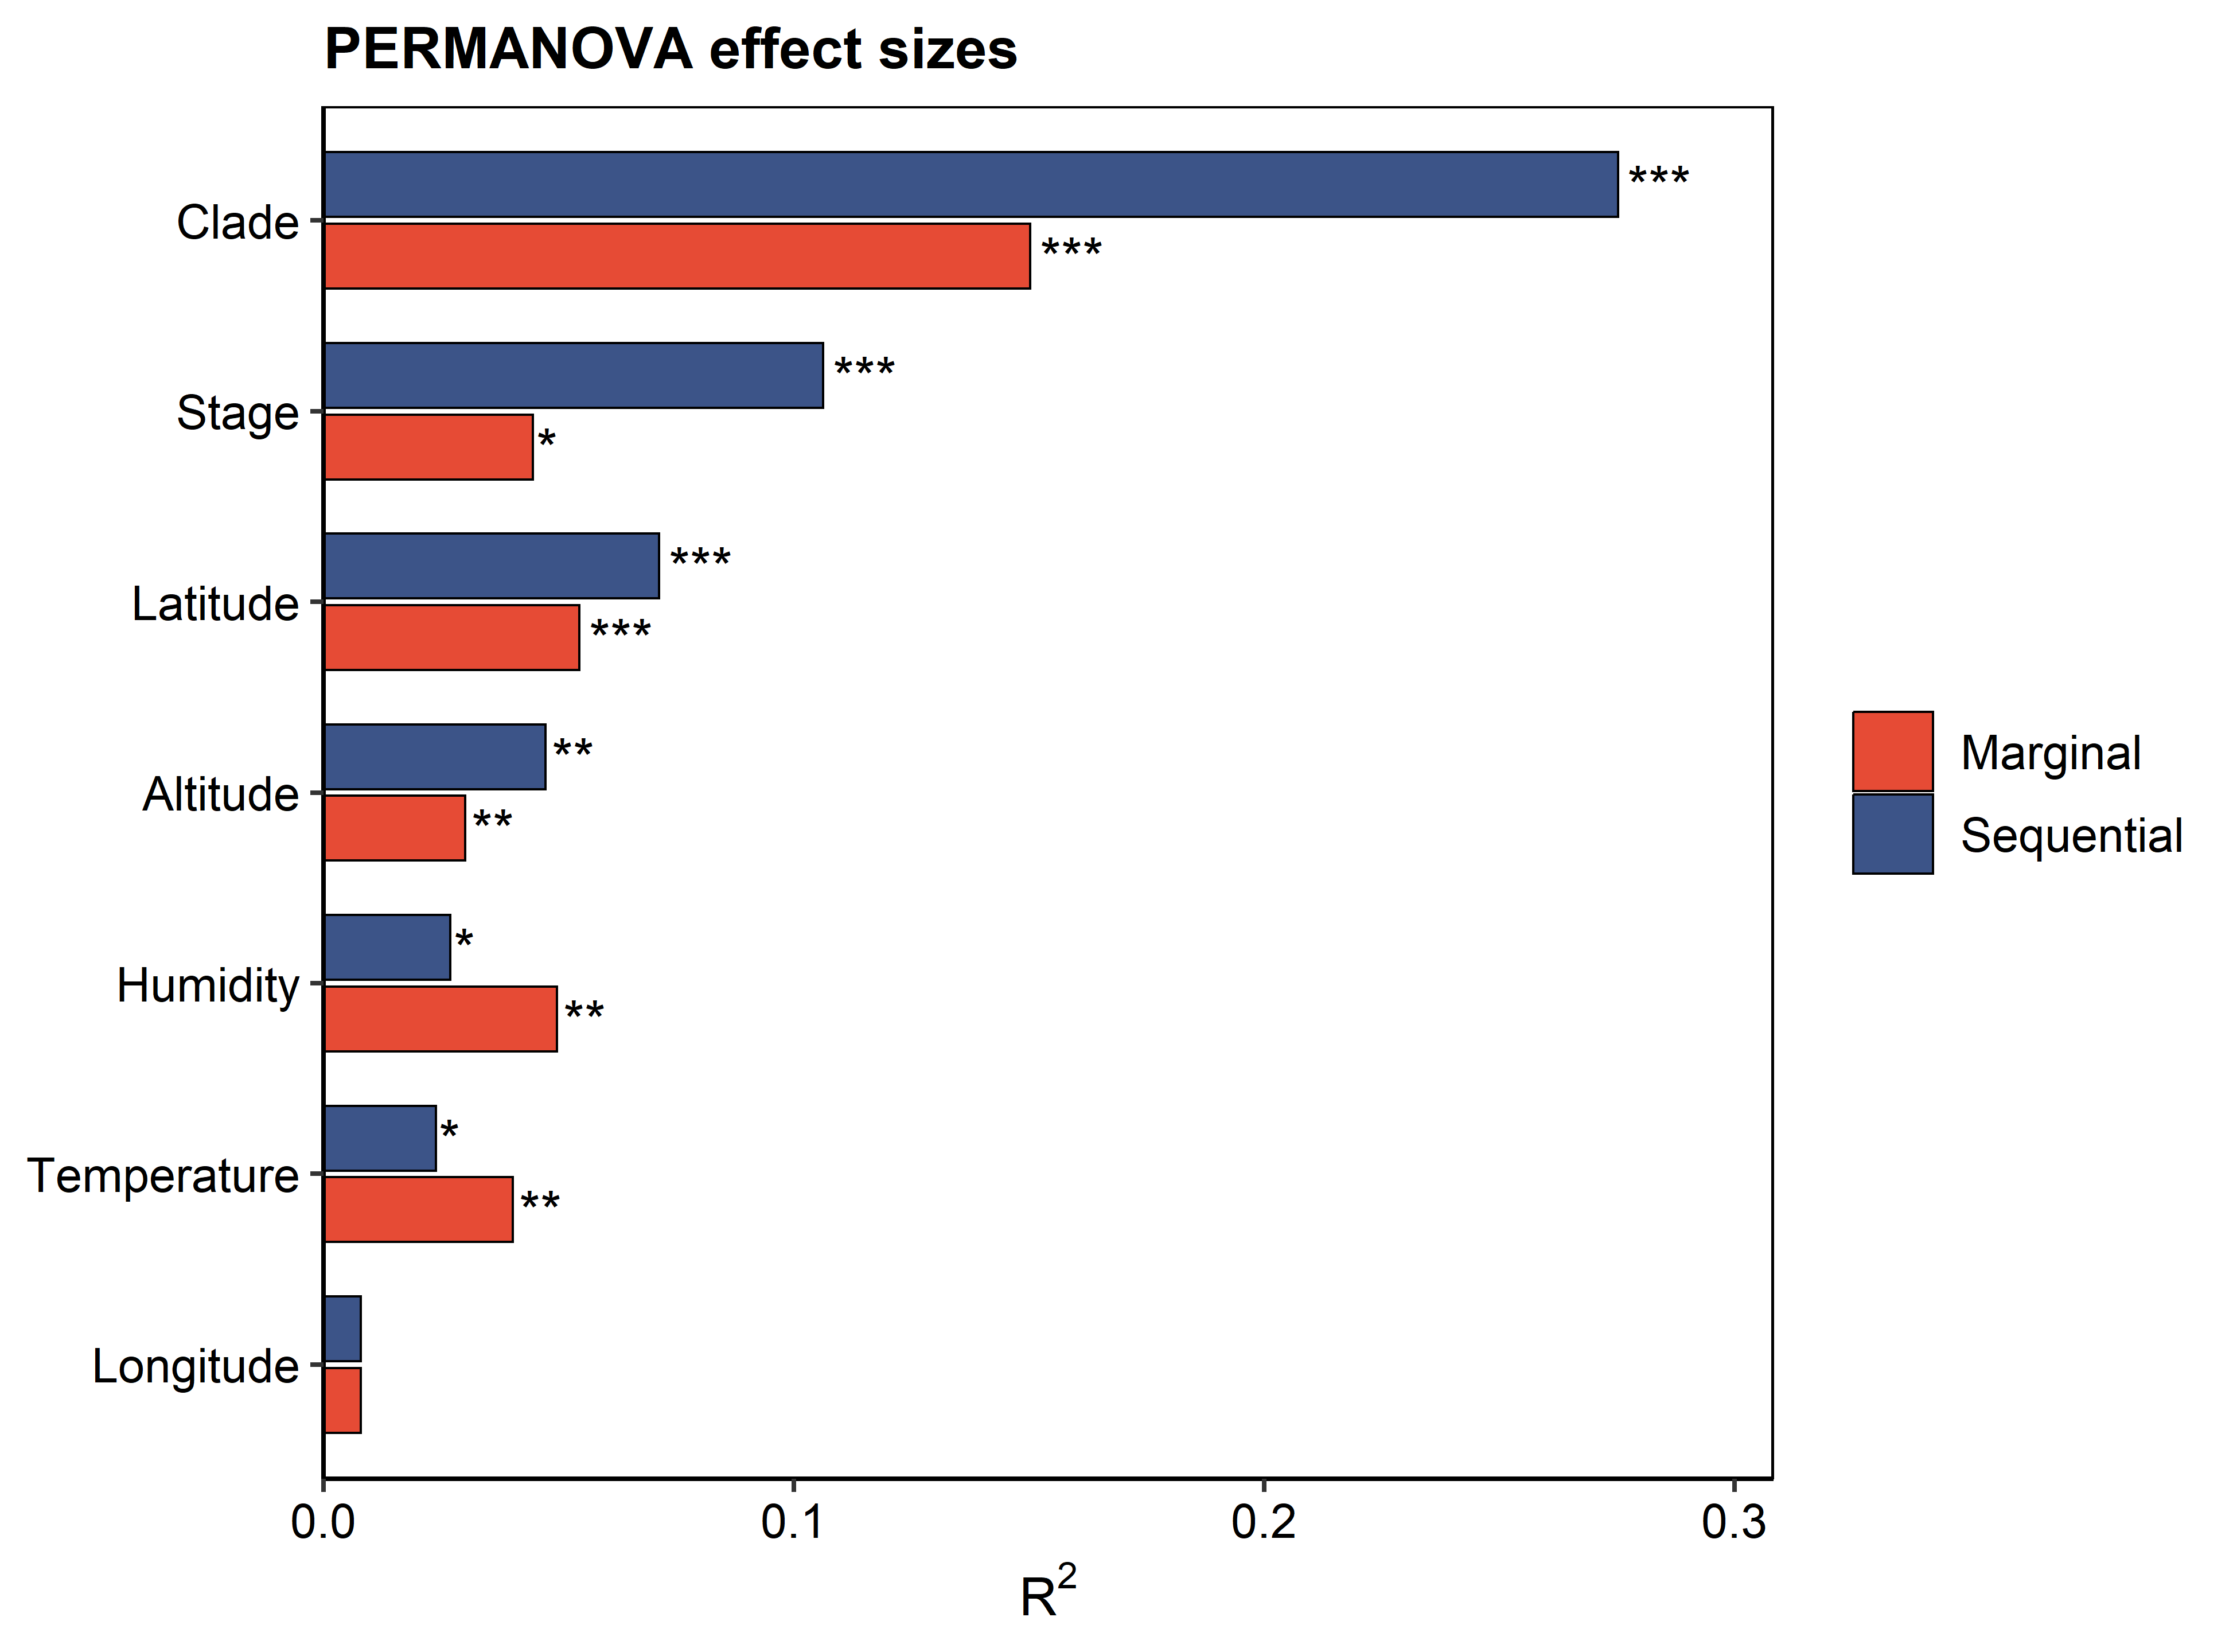 PERMANOVA effect sizes
Clade
***
***
Stage
***
*
Latitude
***
***
Altitude
**
**
Humidity
*
**
Temperature
*
**
Longitude
0.0 0.1 0.2 0.3
R²
Marginal
Sequential